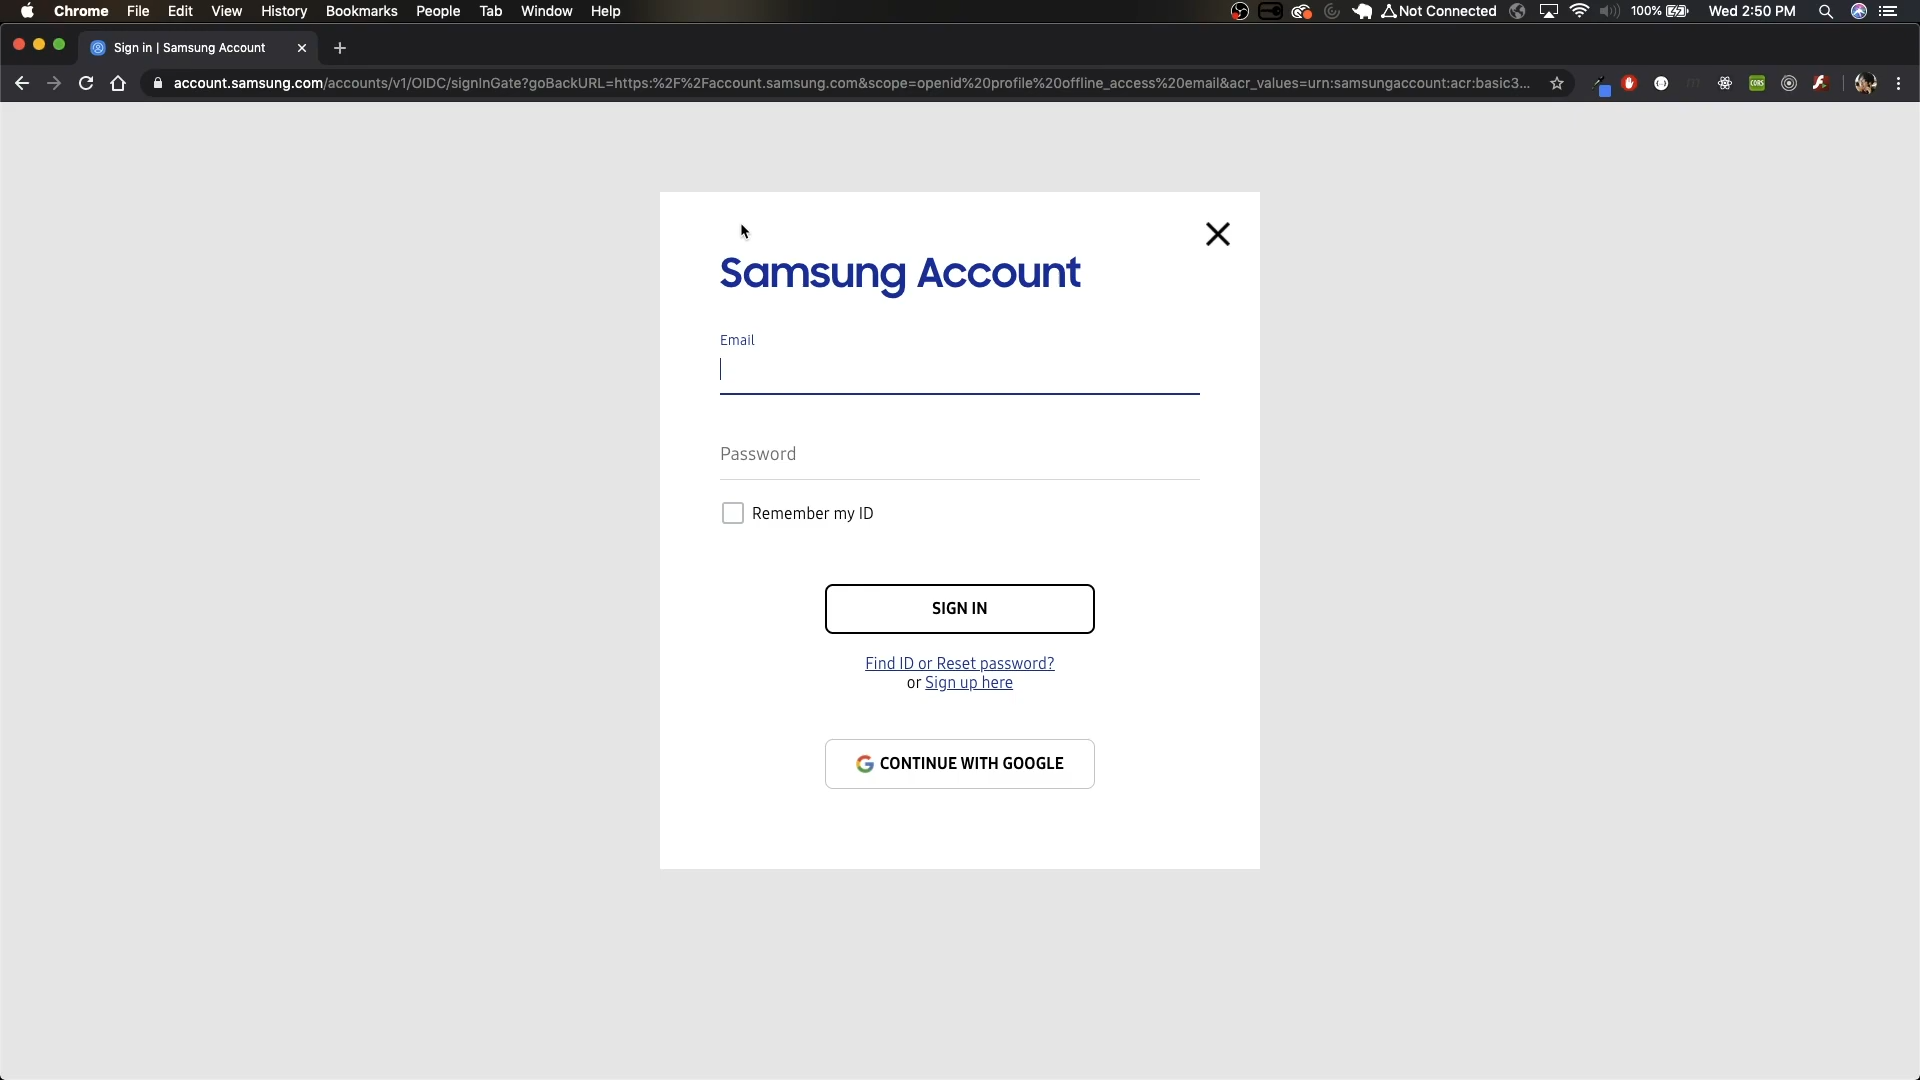 Chrome File Edit View History Bookmarks People Tab Window Help Not Connected 100% Wed 2:50 PM
Sign in | Samsung Account
account.samsung.com/accounts/v1/OIDC/signInGate?goBackURL=https:%2F%2Faccount.samsung.com&scope=openid%20profile%20offline_access%20email&acr_values=urn:samsungaccount:acr:basic3...
CORS
Samsung Account
Email
Password
Remember my ID
SIGN IN
Find ID or Reset password?
or Sign up here
CONTINUE WITH GOOGLE